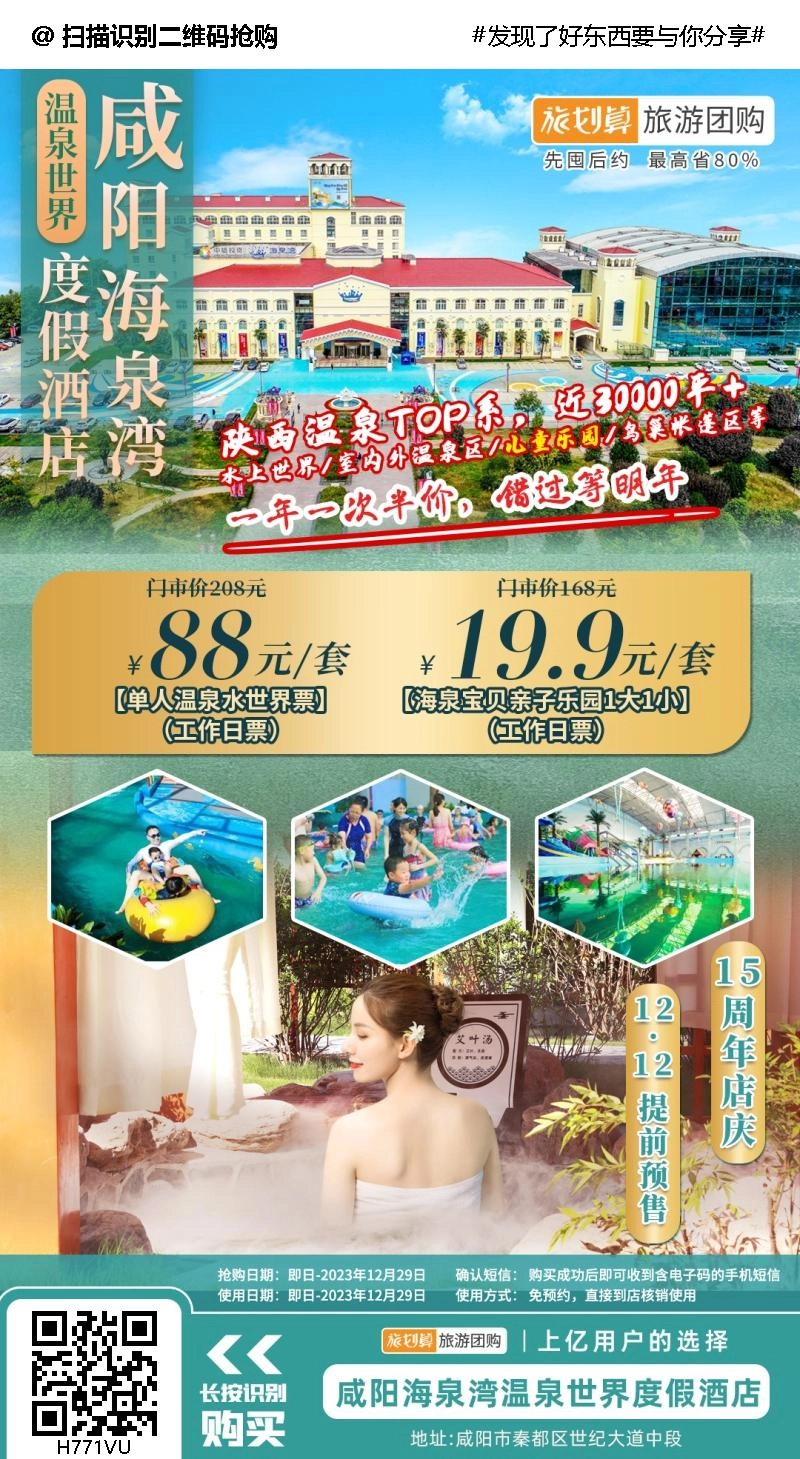 @ 扫描识别二维码抢购
#发现了好东西要与你分享#
咸阳海泉湾
温泉世界
度假酒店
旅划算 旅游团购
先囤后约 最高省80%
海泉湾
陕西温泉TOP系，近30000平+
水上世界/室内外温泉区/儿童乐园/鸟巢帐篷区等
一年一次半价，错过等明年
门市价208元
¥88元/套
【单人温泉水世界票】
（工作日票）
门市价168元
¥19.9元/套
【海泉宝贝亲子乐园1大1小】
（工作日票）
艾叶汤
15周年店庆
12·12提前预售
抢购日期：即日-2023年12月29日
使用日期：即日-2023年12月29日
确认短信：购买成功后即可收到含电子码的手机短信
使用方式：免预约，直接到店核销使用
H771VU
长按识别
购买
旅划算 旅游团购 | 上亿用户的选择
咸阳海泉湾温泉世界度假酒店
地址:咸阳市秦都区世纪大道中段